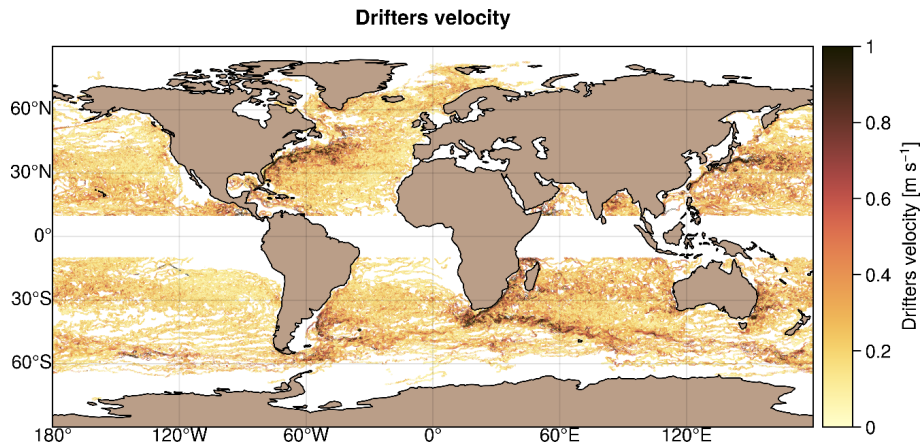 Drifters velocity
60°N
30°N
0°
30°S
60°S
180°
120°W
60°W
0°
60°E
120°E
1
0.8
0.6
0.4
0.2
0
Drifters velocity [m s⁻¹]